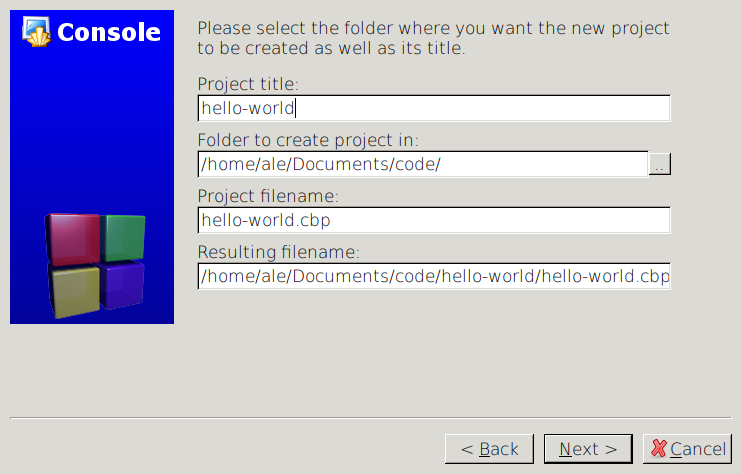 Console
Please select the folder where you want the new project
to be created as well as its title.
Project title:
hello-world
Folder to create project in:
/home/ale/Documents/code/
..
Project filename:
hello-world.cbp
Resulting filename:
/home/ale/Documents/code/hello-world/hello-world.cbp
< Back
Next >
Cancel